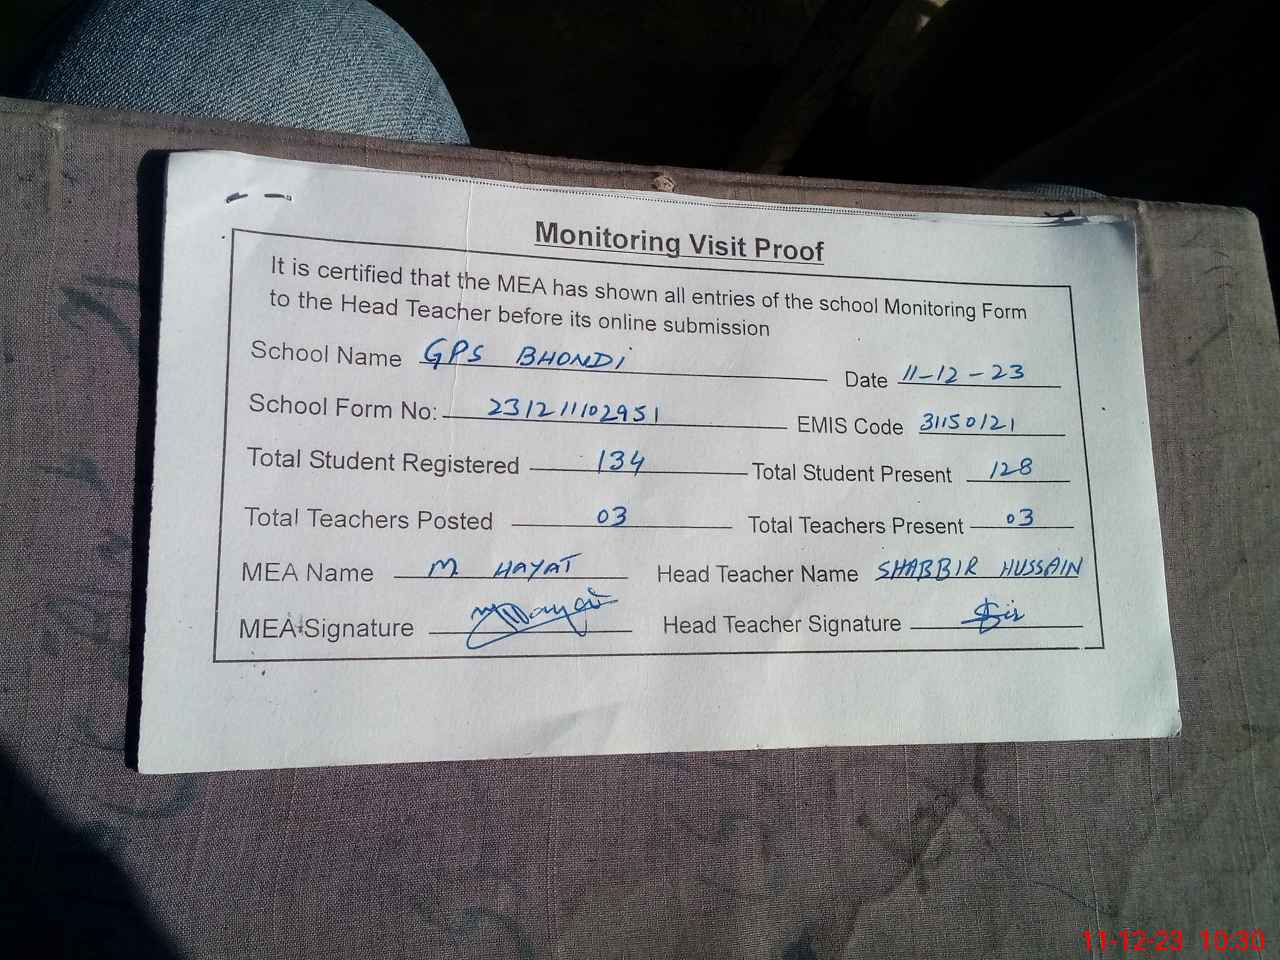 Monitoring Visit Proof
It is certified that the MEA has shown all entries of the school Monitoring Form
to the Head Teacher before its online submission
School Name GPS BHONDI Date 11-12-23
School Form No: 231211102951 EMIS Code 31150121
Total Student Registered 134 Total Student Present 128
Total Teachers Posted 03 Total Teachers Present 03
MEA Name M. HAYAT Head Teacher Name SHABBIR HUSSAIN
MEA Signature Head Teacher Signature
11-12-23 10:30